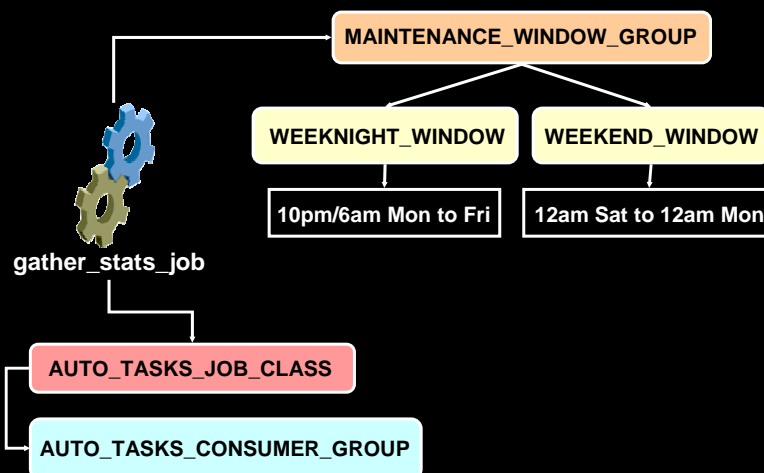 MAINTENANCE_WINDOW_GROUP
WEEKNIGHT_WINDOW
WEEKEND_WINDOW
10pm/6am Mon to Fri
12am Sat to 12am Mon
gather_stats_job
AUTO_TASKS_JOB_CLASS
AUTO_TASKS_CONSUMER_GROUP